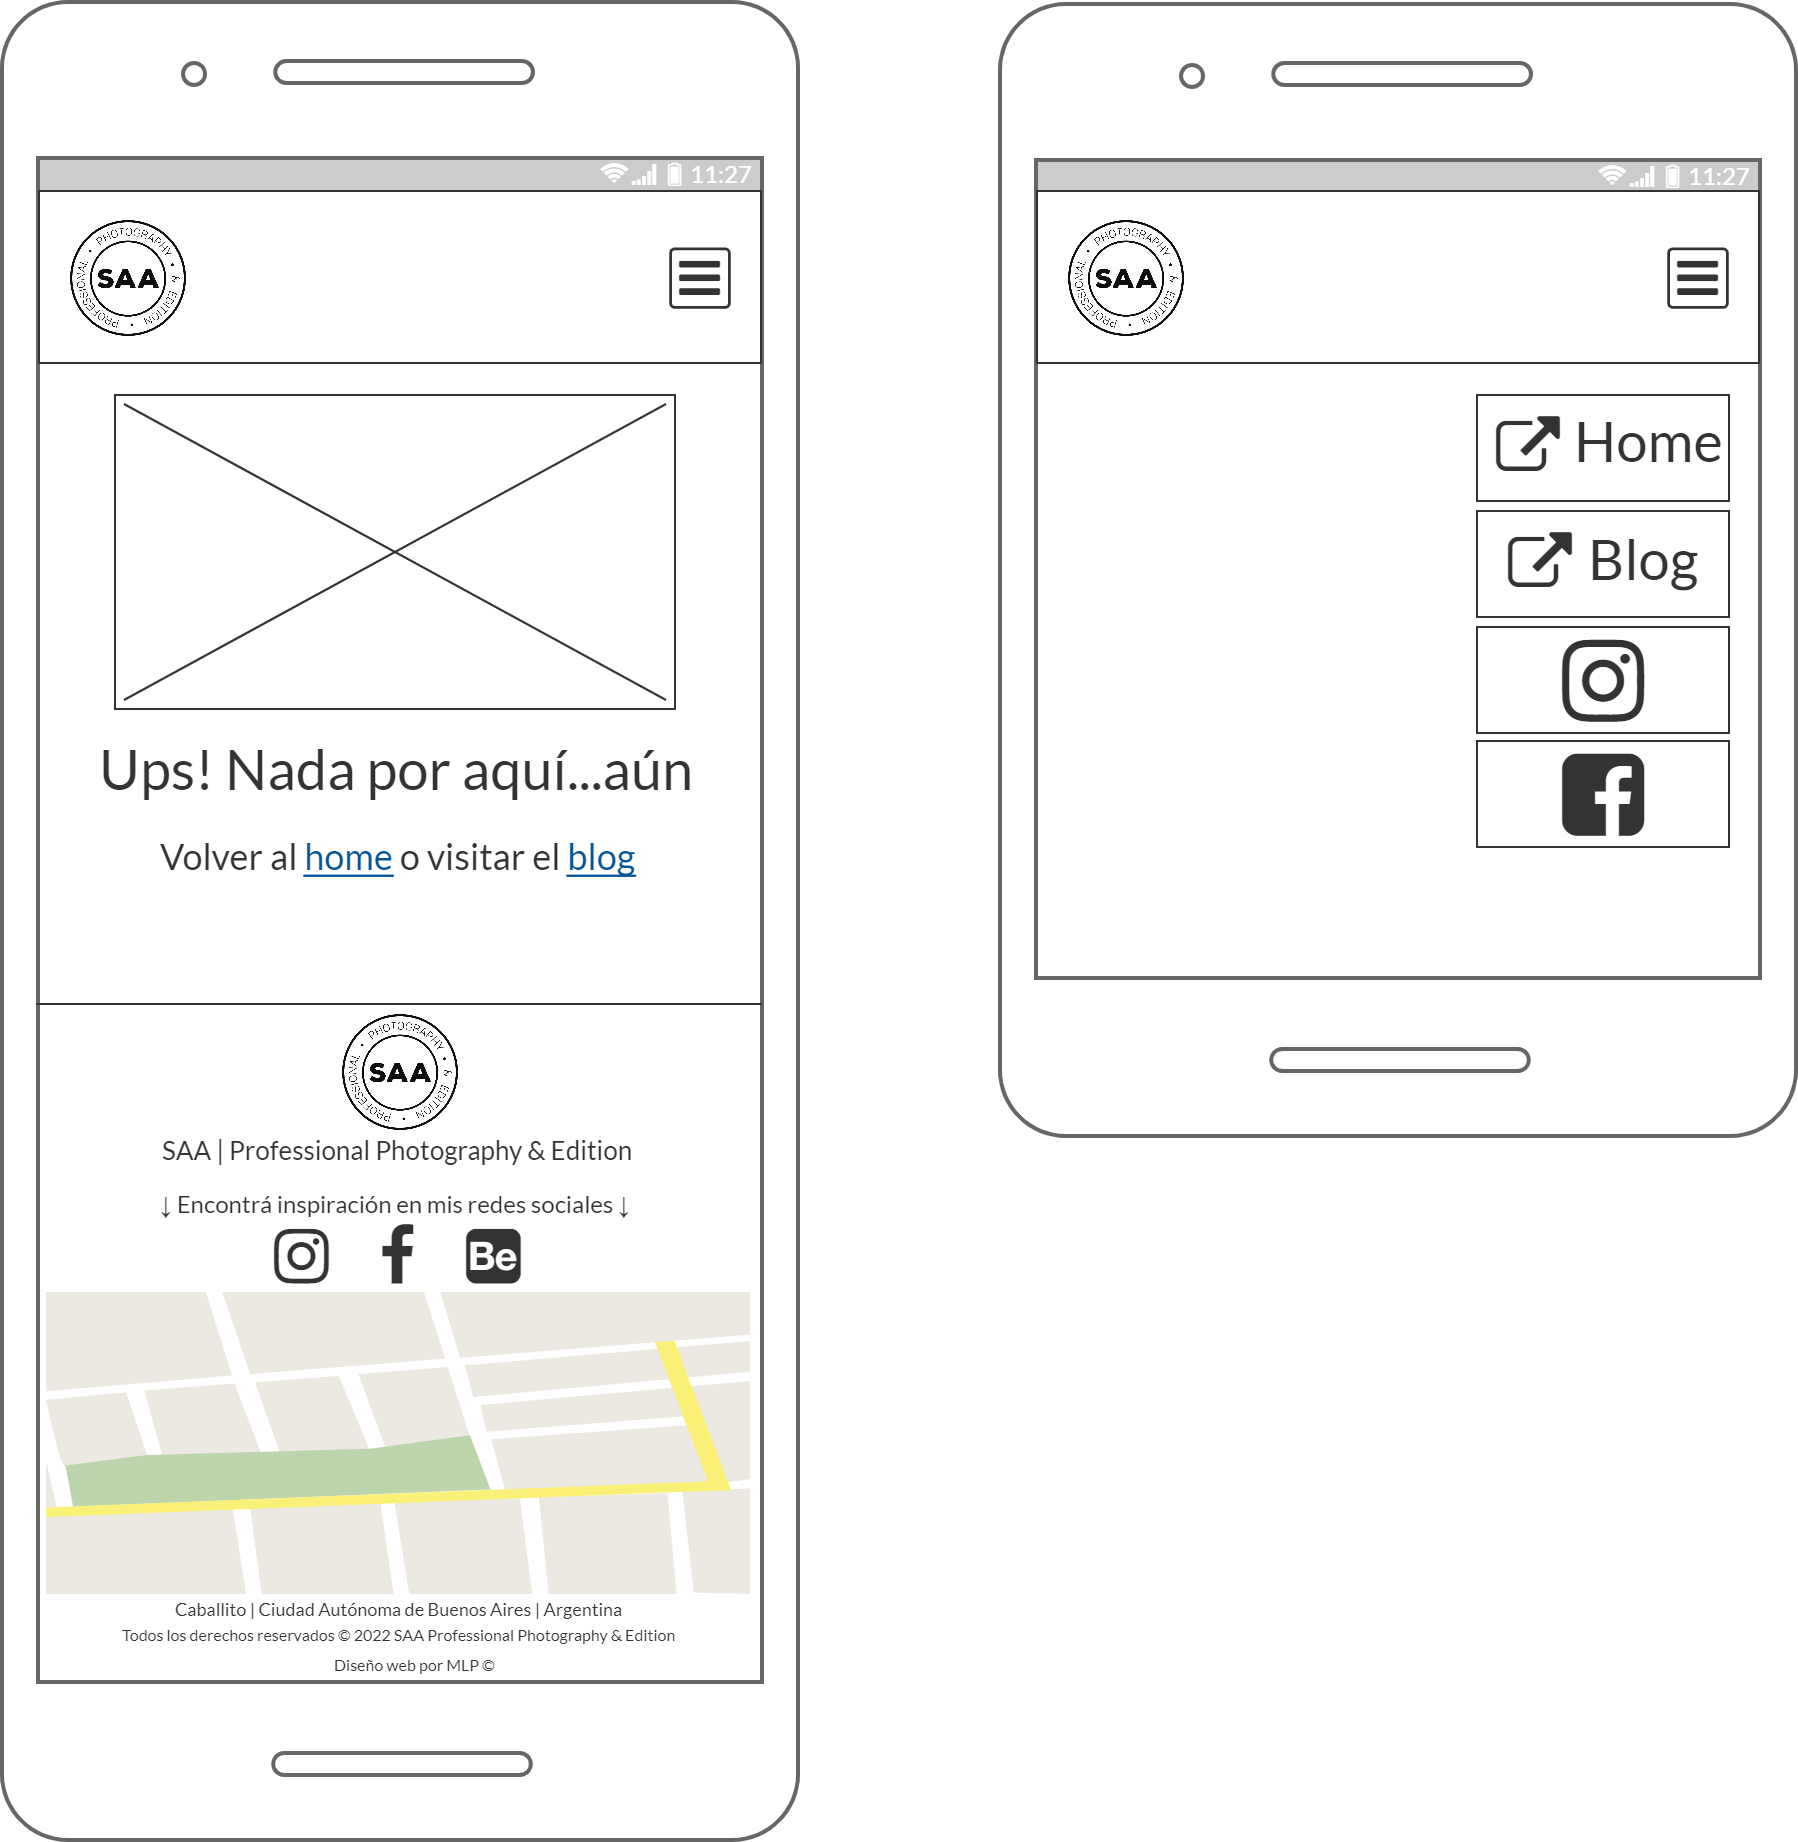 11:27
PROFESSIONAL • PHOTOGRAPHY • & EDITION •
SAA
Ups! Nada por aquí...aún
Volver al home o visitar el blog
PROFESSIONAL • PHOTOGRAPHY • & EDITION •
SAA
SAA | Professional Photography & Edition
↓ Encontrá inspiración en mis redes sociales ↓
Be
Caballito | Ciudad Autónoma de Buenos Aires | Argentina
Todos los derechos reservados © 2022 SAA Professional Photography & Edition
Diseño web por MLP ©
11:27
PROFESSIONAL • PHOTOGRAPHY • & EDITION •
SAA
Home
Blog